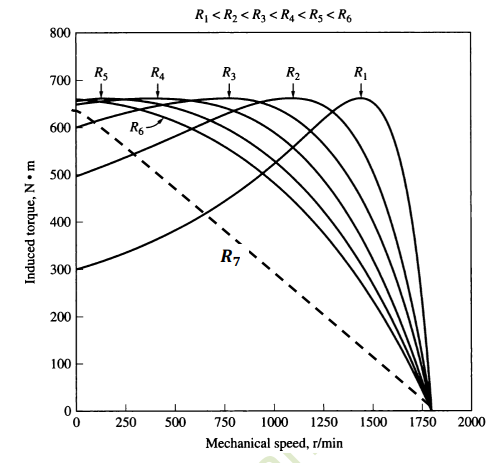 R1 < R2 < R3 < R4 < R5 < R6
800
700
600
500
400
300
200
100
0
R5 R4 R3 R2 R1
R6
R7
Induced torque, N • m
0 250 500 750 1000 1250 1500 1750 2000
Mechanical speed, r/min